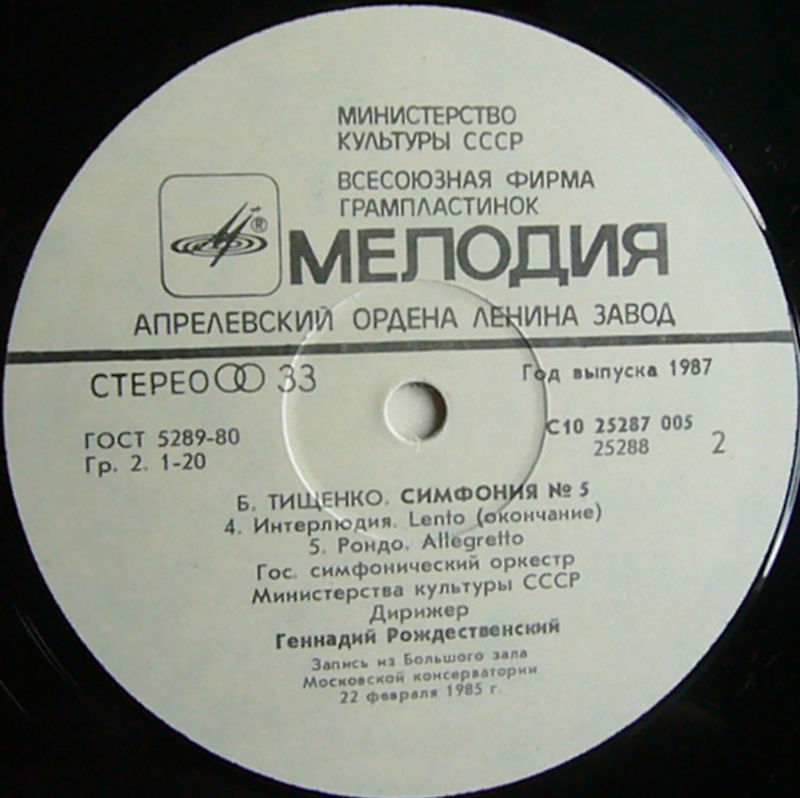 МИНИСТЕРСТВО
КУЛЬТУРЫ СССР
ВСЕСОЮЗНАЯ ФИРМА
ГРАМПЛАСТИНОК
®
МЕЛОДИЯ
АПРЕЛЕВСКИЙ ОРДЕНА ЛЕНИНА ЗАВОД
СТЕРЕО 33
Год выпуска 1987
ГОСТ 5289-80
Гр. 2. 1-20
С10 25287 005
25288
2
Б. ТИЩЕНКО. СИМФОНИЯ № 5
4. Интерлюдия. Lento (окончание)
5. Рондо. Allegretto
Гос. симфонический оркестр
Министерства культуры СССР
Дирижер
Геннадий Рождественский
Запись из Большого зала
Московской консерватории
22 февраля 1985 г.